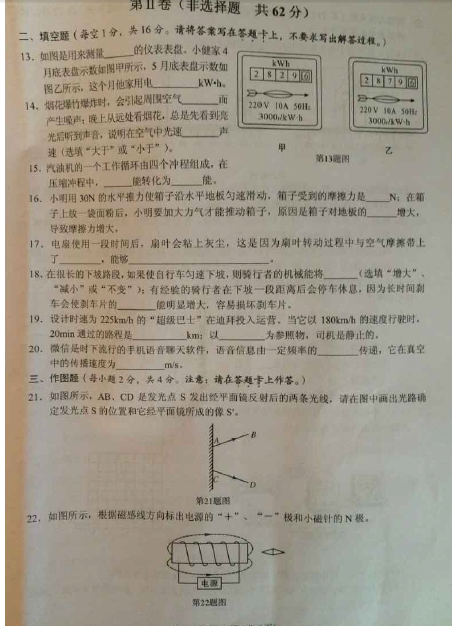 第Ⅱ卷（非选择题 共62分）
二、填空题（每空1分，共16分。请将答案写在答题卡上，不要求写出解答过程。）
13．如图是用来测量______的仪表表盘。小健家4
月底表盘示数如图甲所示，5月底表盘示数如
图乙所示，这个月他家用电______kW•h。
14．烟花爆竹爆炸时，会引起周围空气______而
产生噪声；晚上从远处看烟花，总是先看到亮
光后听到声音，说明在空气中光速______声
速（选填“大于”或“小于”）。
kWh
2 8 2 9
220V 10A 50Hz
3000r/kW·h
甲
kWh
2 8 7 9
220V 10A 50Hz
3000r/kW·h
乙
第13题图
15．汽油机的一个工作循环由四个冲程组成，在
压缩冲程中，______能转化为______能。
16．小明用30N的水平推力使箱子沿水平地板匀速滑动，箱子受到的摩擦力是______N；在箱
子上放一袋面粉后，小明要加大力气才能推动箱子，原因是箱子对地板的______增大，
导致摩擦力增大。
17．电扇使用一段时间后，扇叶会粘上灰尘，这是因为扇叶转动过程中与空气摩擦带上
了______，能够______。
18．在很长的下坡路段，如果使自行车匀速下坡，则骑行者的机械能将______（选填“增大”、
“减小”或“不变”）；有经验的骑行者在下坡一段距离后会停车休息，因为长时间刹
车会使刹车片的______能明显增大，容易损坏刹车片。
19．设计时速为225km/h的“超级巴士”在迪拜投入运营。当它以180km/h的速度行驶时，
20min通过的路程是______km；以______为参照物，司机是静止的。
20．微信是时下流行的手机语音聊天软件，语音信息由一定频率的______传递，它在真空
中的传播速度为______m/s。
三、作图题（每小题2分，共4分。注意：请在答题卡上作答。）
21．如图所示，AB、CD是发光点S发出经平面镜反射后的两条光线，请在图中画出光路确
定发光点S的位置和它经平面镜所成的像S′。
A
B
C
D
第21题图
22．如图所示，根据磁感线方向标出电源的“+”、“−”极和小磁针的N极。
电源
第22题图